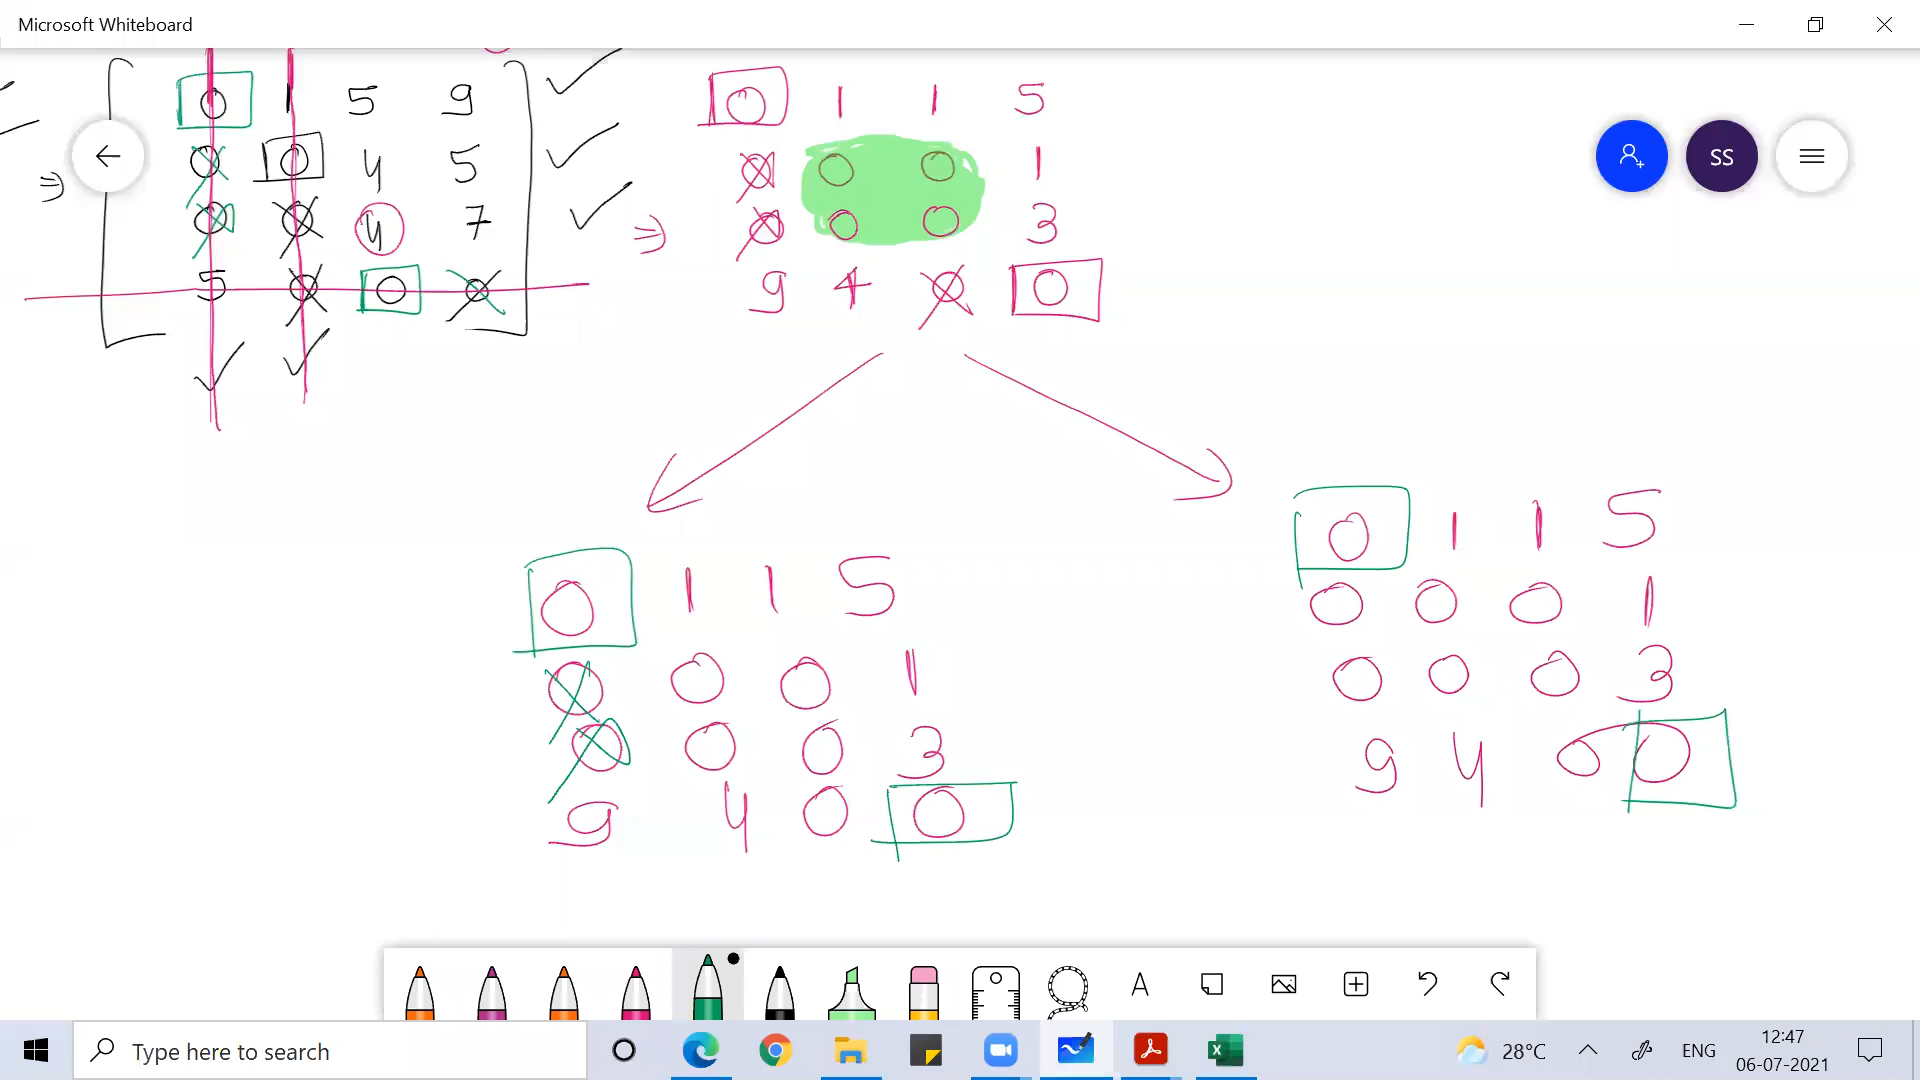 Microsoft Whiteboard
0 1 5 9
0 0 4 5
⇒ 0 0 4 7
5 0 0 0
0 1 1 5
0 0 0 1
⇒ 0 0 0 3
9 4 0 0
SS
0 1 1 5
0 0 0 1
0 0 0 3
9 4 0 0
0 1 1 5
0 0 0 1
0 0 0 3
9 4 0 0
A
Type here to search
28°C
ENG
12:47
06-07-2021